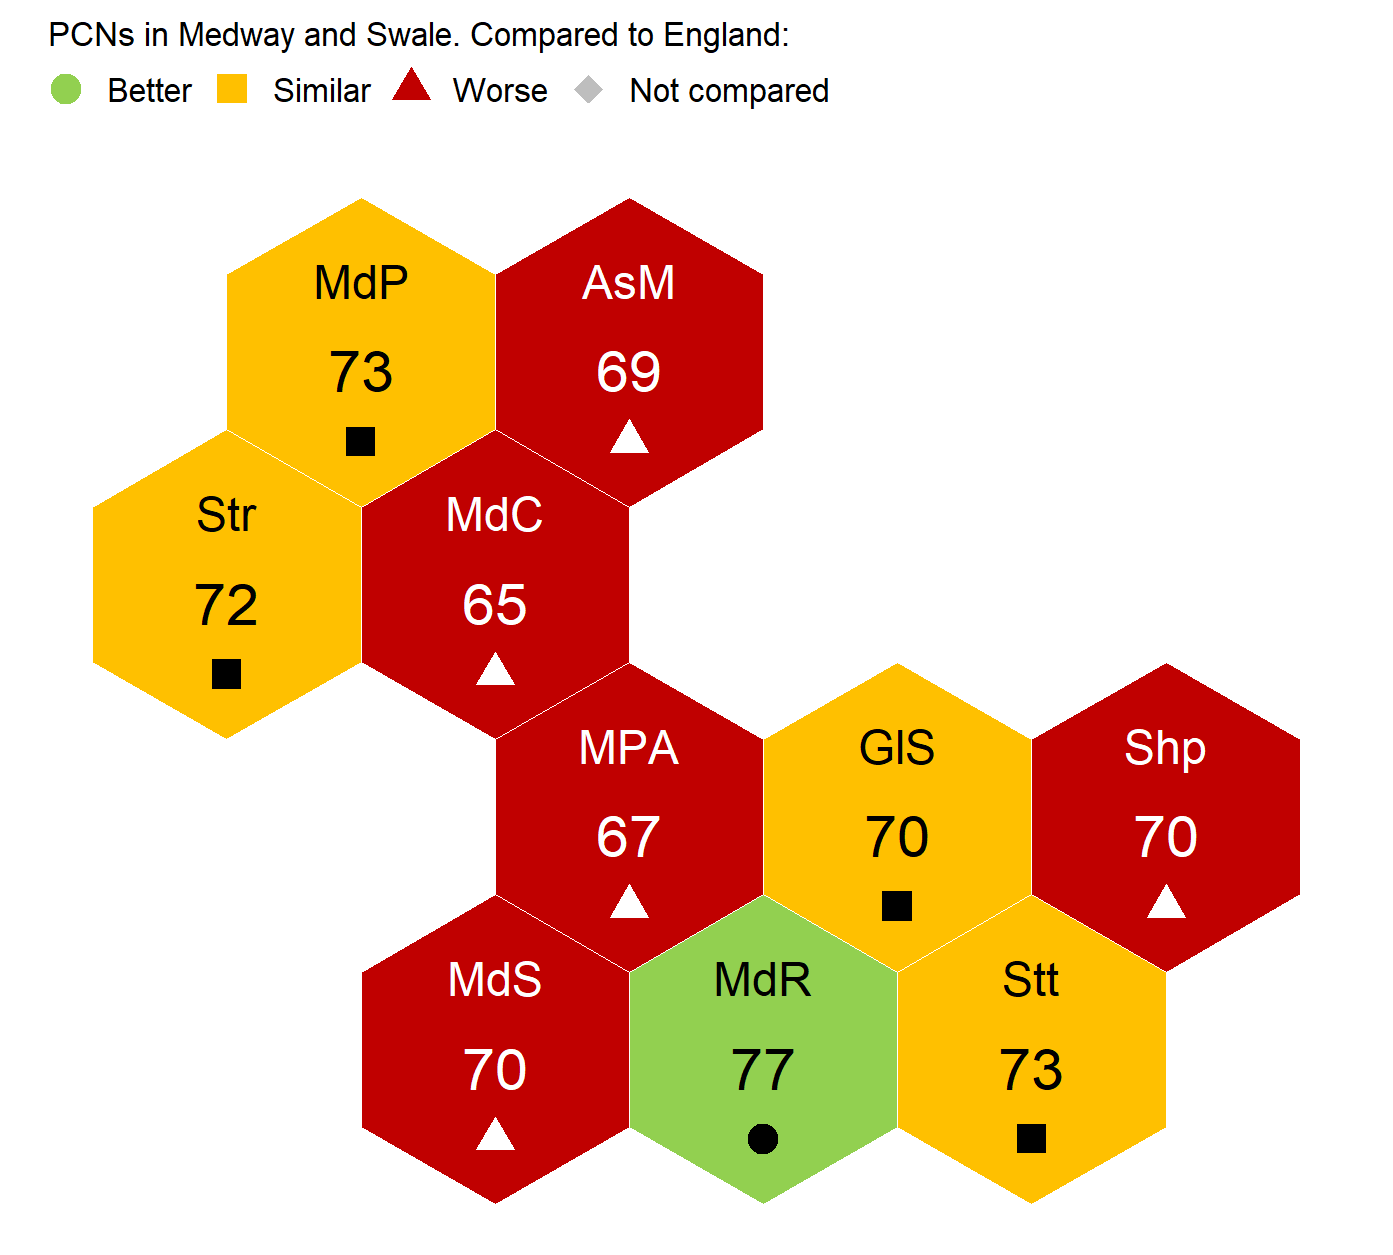 PCNs in Medway and Swale. Compared to England:
Better Similar Worse Not compared
MdP AsM
73 69
Str MdC
72 65
MPA GlS Shp
67 70 70
MdS MdR Stt
70 77 73